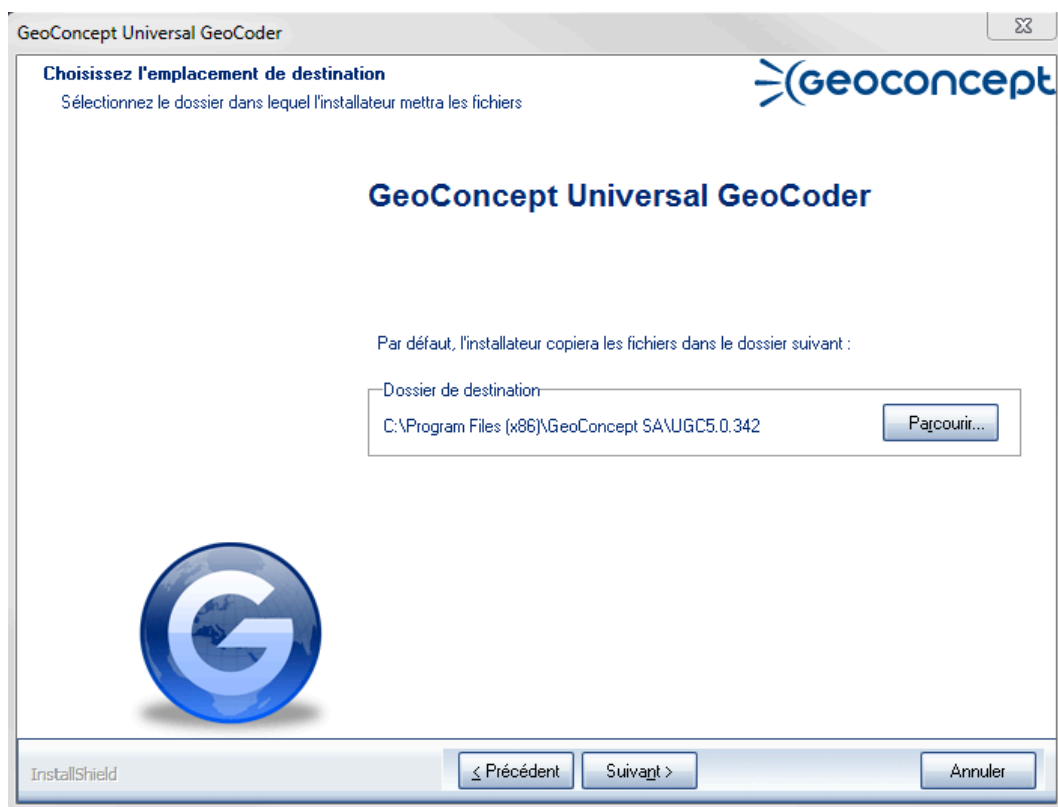 GeoConcept Universal GeoCoder
Choisissez l'emplacement de destination
Sélectionnez le dossier dans lequel l'installateur mettra les fichiers
Geoconcept
GeoConcept Universal GeoCoder
Par défaut, l'installateur copiera les fichiers dans le dossier suivant :
Dossier de destination
C:\Program Files (x86)\GeoConcept SA\UGC5.0.342
Parcourir...
G
InstallShield
< Précédent
Suivant >
Annuler